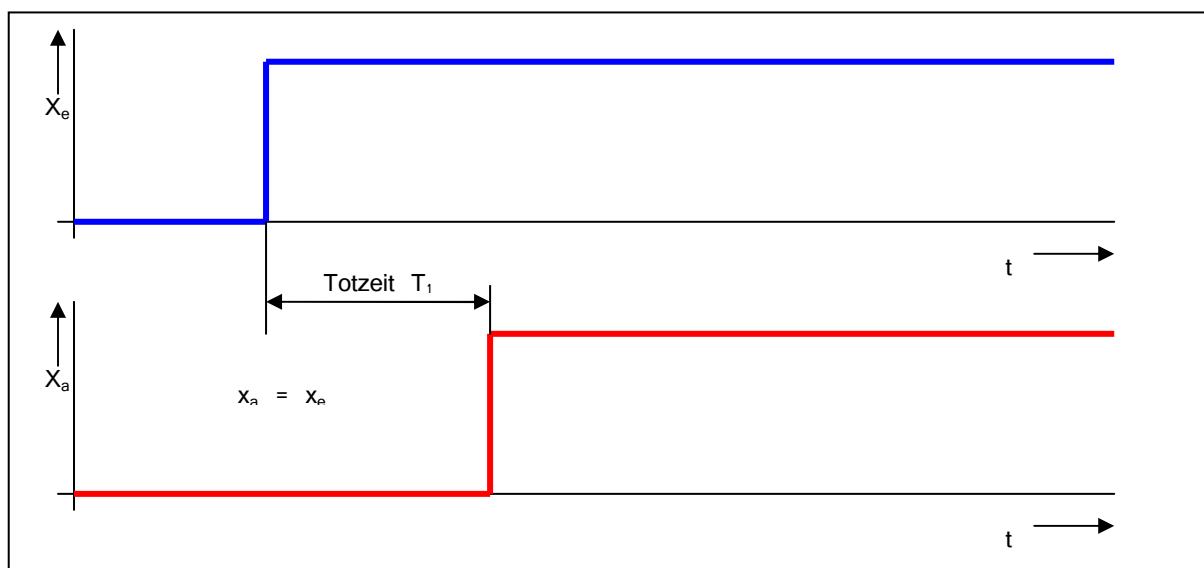 Xₑ
t
Totzeit T₁
Xₐ
xₐ = xₑ
t